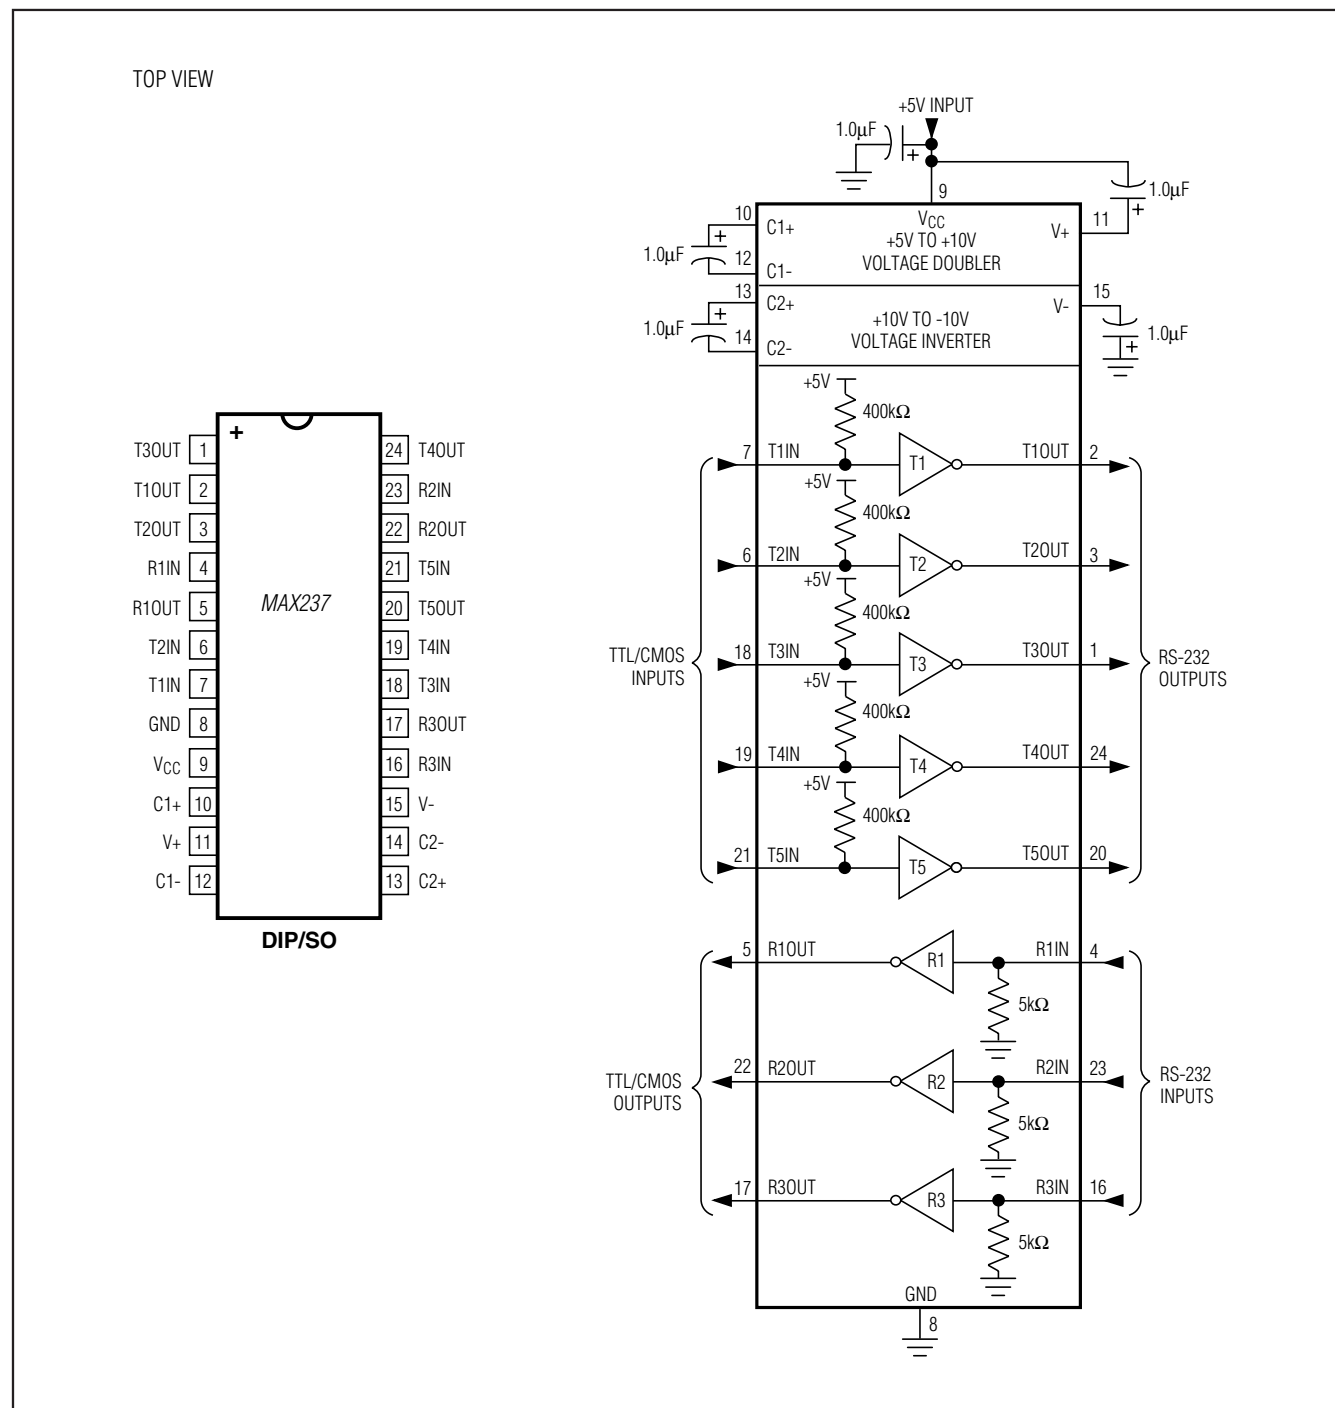 TOP VIEW
+
T3OUT 1
T1OUT 2
T2OUT 3
R1IN 4
R1OUT 5
T2IN 6
T1IN 7
GND 8
VCC 9
C1+ 10
V+ 11
C1- 12
MAX237
24 T4OUT
23 R2IN
22 R2OUT
21 T5IN
20 T5OUT
19 T4IN
18 T3IN
17 R3OUT
16 R3IN
15 V-
14 C2-
13 C2+
DIP/SO
+5V INPUT
1.0µF
+
9
1.0µF
+
10 C1+
VCC
+5V TO +10V
VOLTAGE DOUBLER
V+ 11
1.0µF
+
12 C1-
13 C2+
+10V TO -10V
VOLTAGE INVERTER
V- 15
1.0µF
+
1.0µF
+
14 C2-
+5V
400kΩ
7 T1IN T1 T1OUT 2
+5V
400kΩ
6 T2IN T2 T2OUT 3
+5V
400kΩ
TTL/CMOS
INPUTS
18 T3IN T3 T3OUT 1
RS-232
OUTPUTS
+5V
400kΩ
19 T4IN T4 T4OUT 24
+5V
400kΩ
21 T5IN T5 T5OUT 20
5 R1OUT R1 R1IN 4
5kΩ
TTL/CMOS
OUTPUTS
22 R2OUT R2 R2IN 23
RS-232
INPUTS
5kΩ
17 R3OUT R3 R3IN 16
5kΩ
GND
8